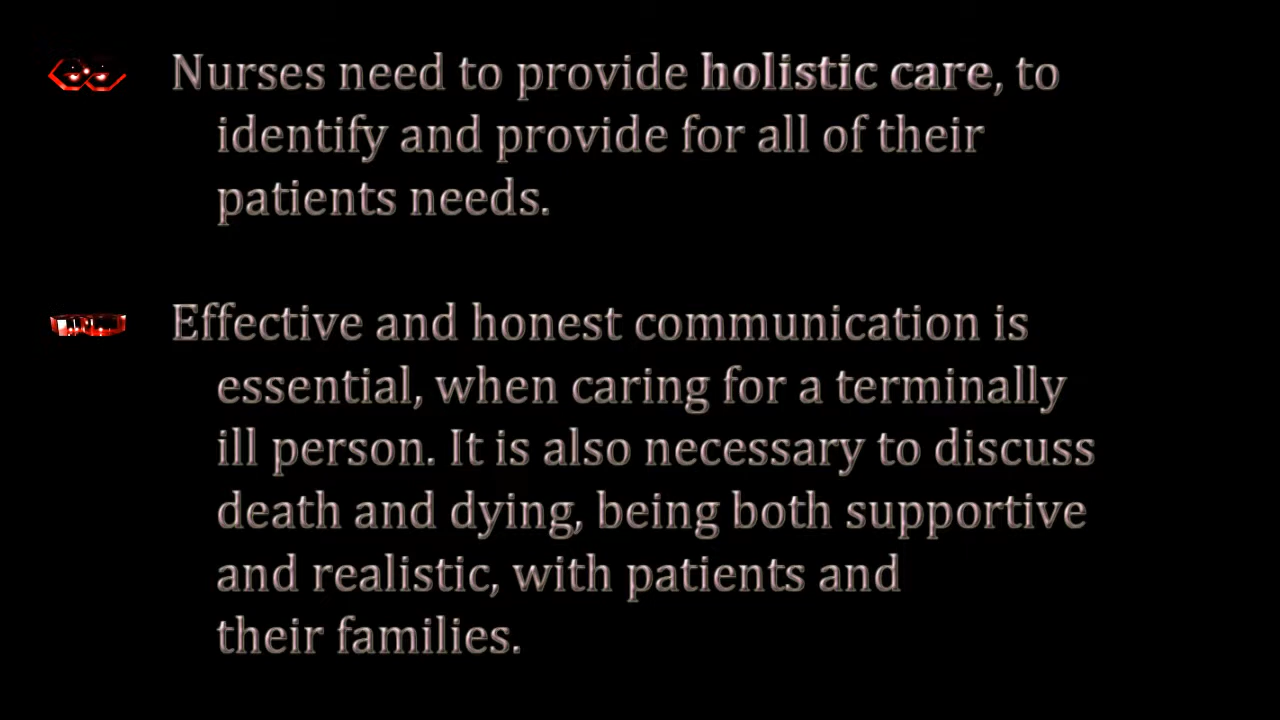 Nurses need to provide holistic care, to
identify and provide for all of their
patients needs.
Effective and honest communication is
essential, when caring for a terminally
ill person. It is also necessary to discuss
death and dying, being both supportive
and realistic, with patients and
their families.